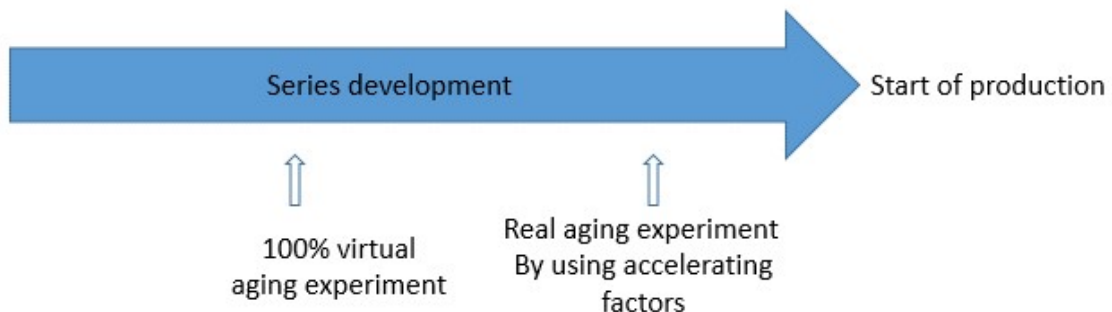 Series development
Start of production
100% virtual
aging experiment
Real aging experiment
By using accelerating
factors